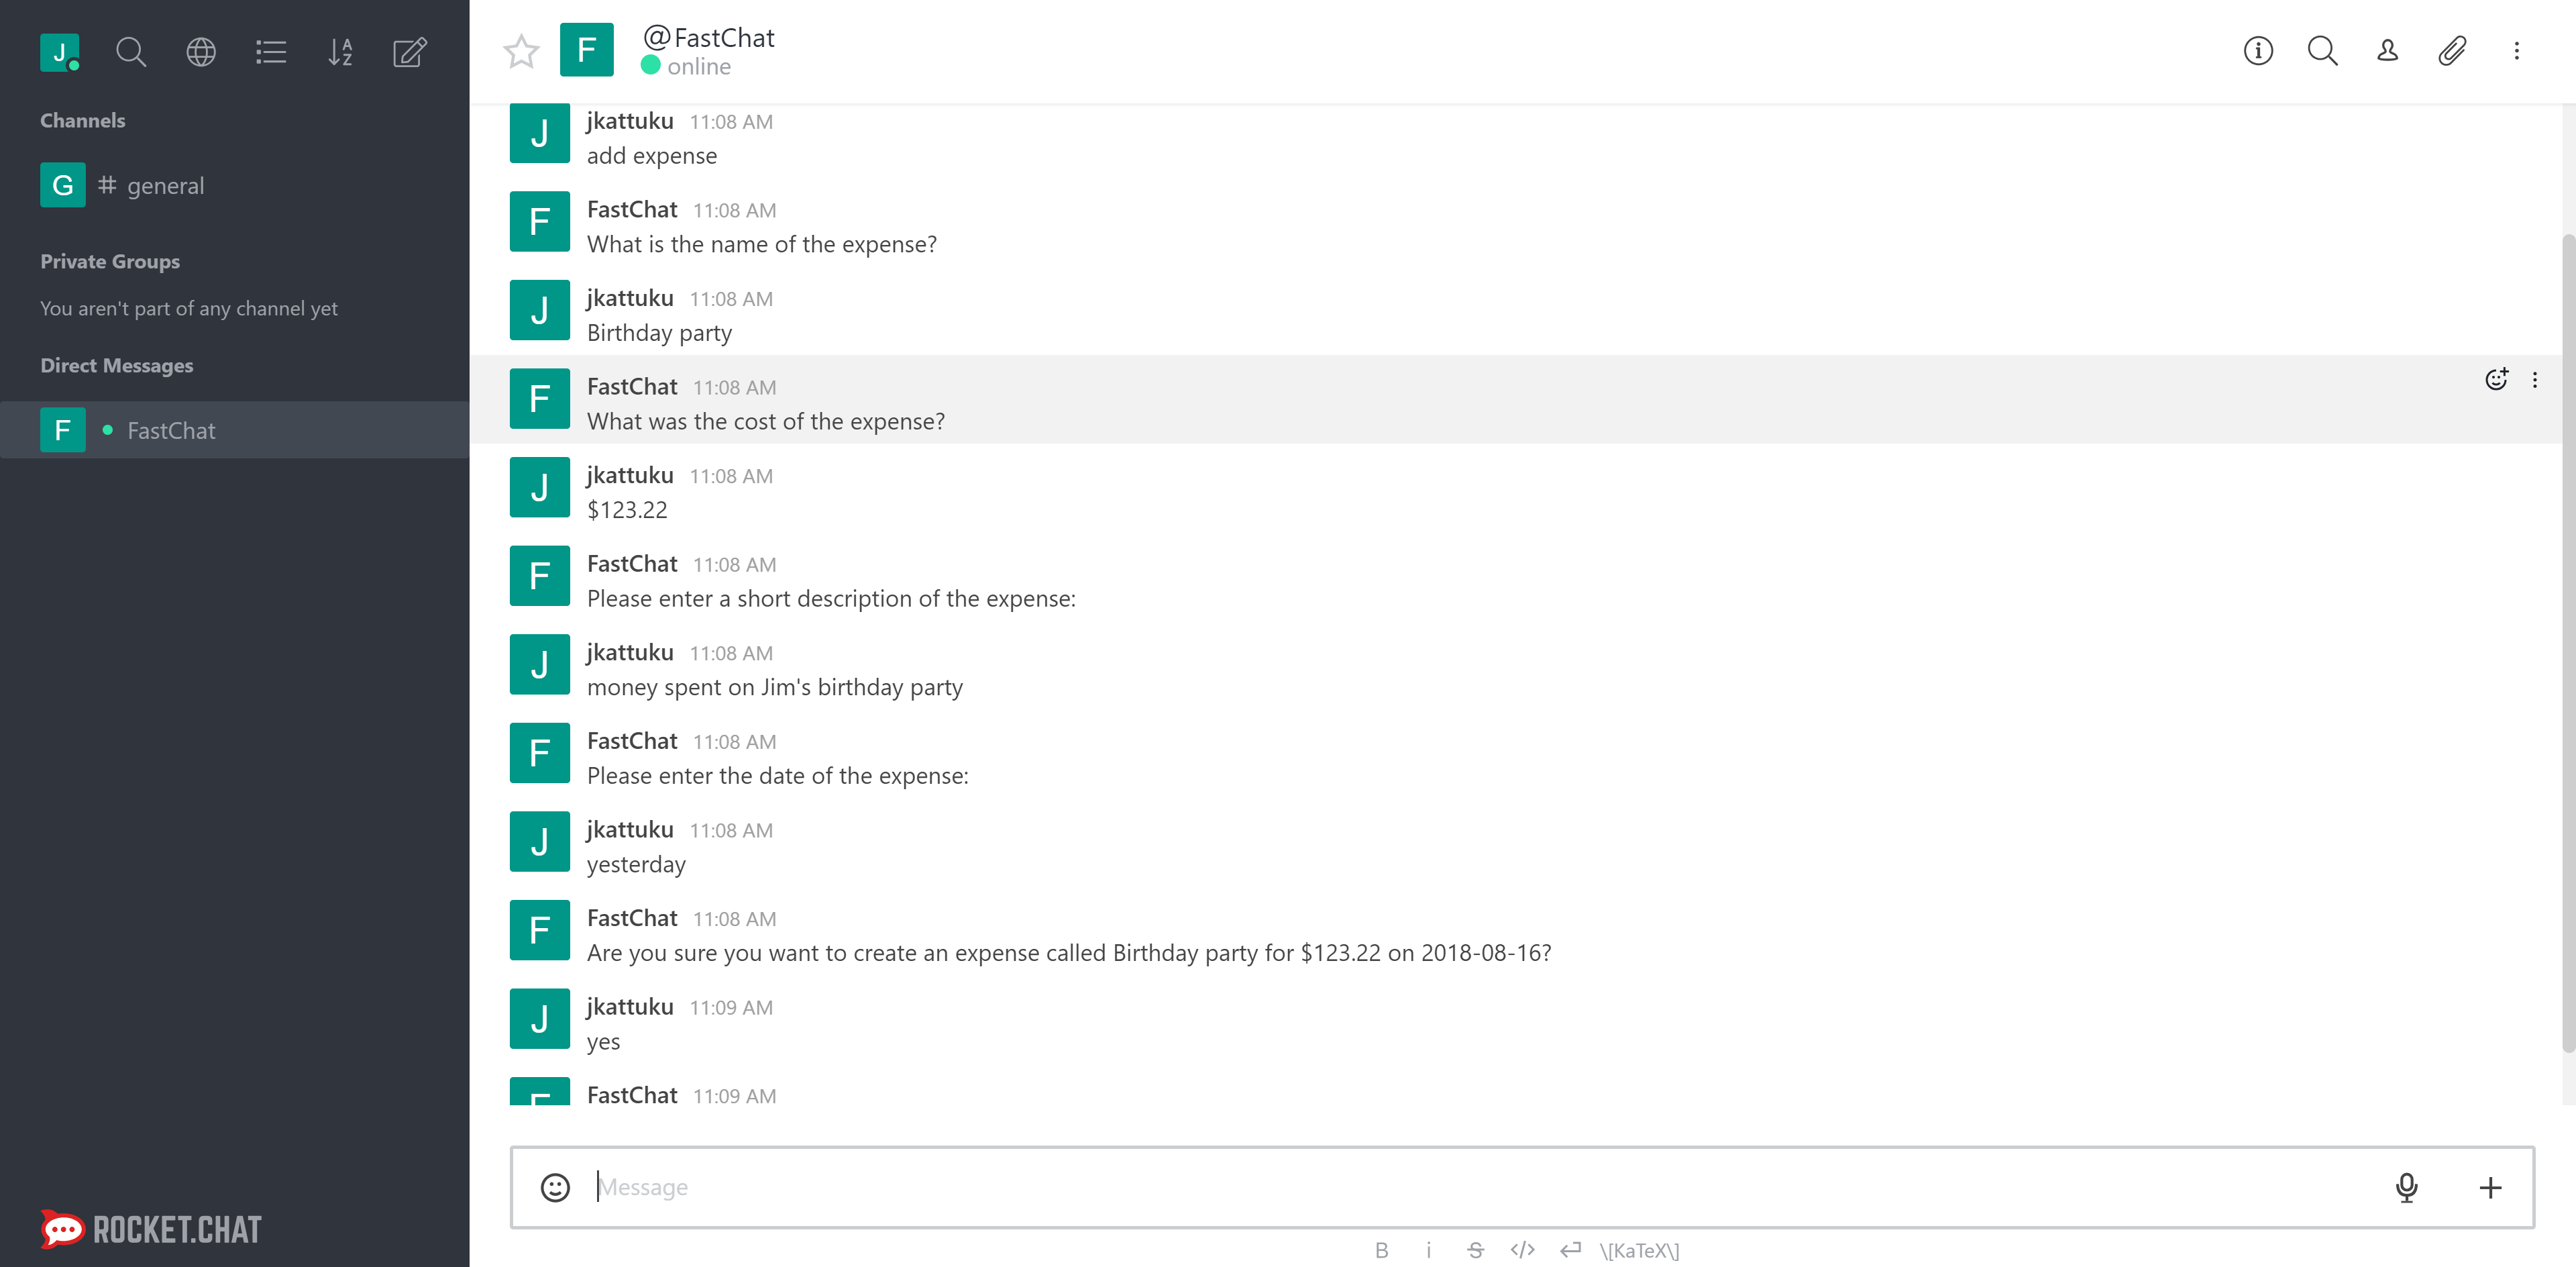 J
A
Z
Channels
G # general
Private Groups
You aren't part of any channel yet
Direct Messages
F FastChat
ROCKET.CHAT
F @FastChat
online
J jkattuku 11:08 AM
add expense
F FastChat 11:08 AM
What is the name of the expense?
J jkattuku 11:08 AM
Birthday party
F FastChat 11:08 AM
What was the cost of the expense?
J jkattuku 11:08 AM
$123.22
F FastChat 11:08 AM
Please enter a short description of the expense:
J jkattuku 11:08 AM
money spent on Jim's birthday party
F FastChat 11:08 AM
Please enter the date of the expense:
J jkattuku 11:08 AM
yesterday
F FastChat 11:08 AM
Are you sure you want to create an expense called Birthday party for $123.22 on 2018-08-16?
J jkattuku 11:09 AM
yes
F FastChat 11:09 AM
Message
B i S </> \[KaTeX\]